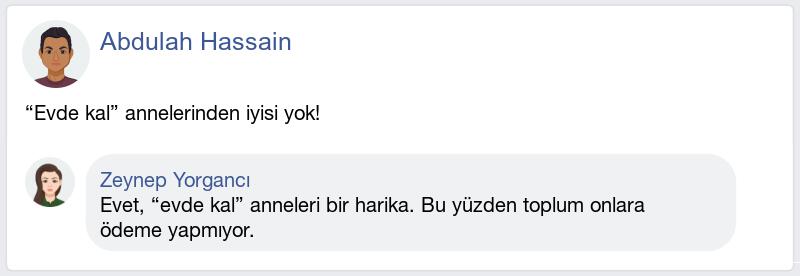 Abdulah Hassain
“Evde kal” annelerinden iyisi yok!
Zeynep Yorgancı
Evet, “evde kal” anneleri bir harika. Bu yüzden toplum onlara
ödeme yapmıyor.